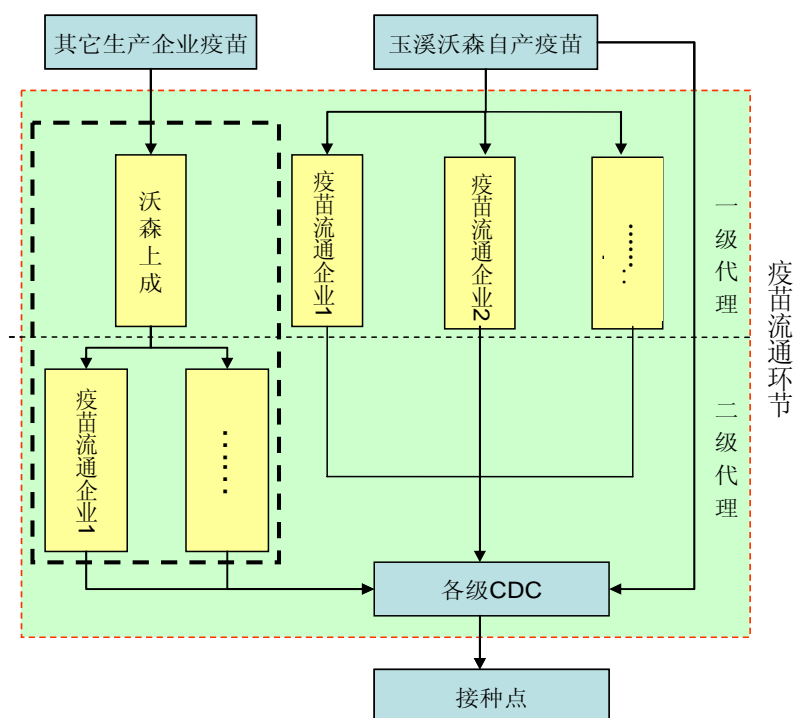 其它生产企业疫苗
玉溪沃森自产疫苗
沃森上成
疫苗流通企业1
疫苗流通企业2
……
一级代理
疫苗流通环节
疫苗流通企业1
……
二级代理
各级CDC
接种点